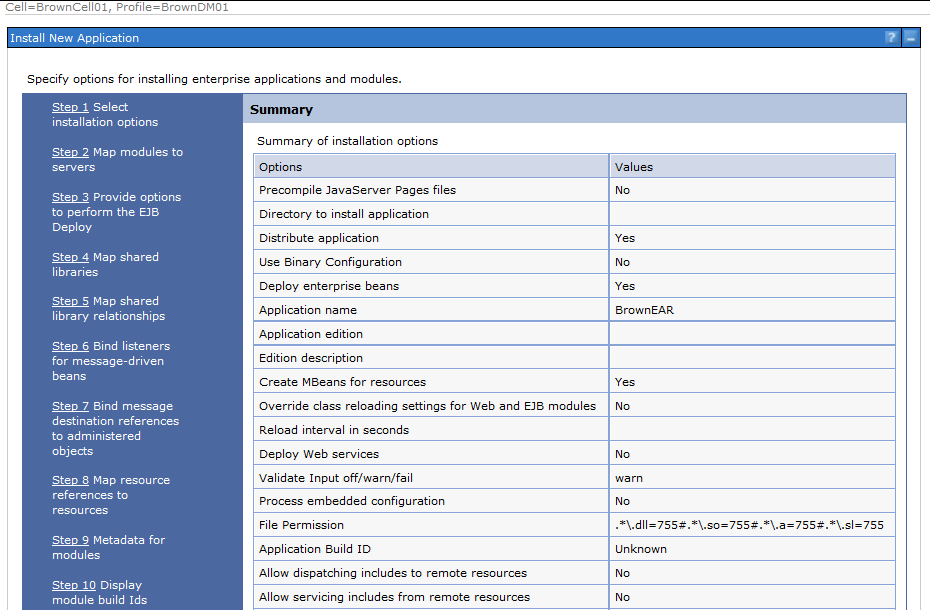 Cell=BrownCell01, Profile=BrownDM01
Install New Application
?
Specify options for installing enterprise applications and modules.
Step 1 Select
installation options
Step 2 Map modules to
servers
Step 3 Provide options
to perform the EJB
Deploy
Step 4 Map shared
libraries
Step 5 Map shared
library relationships
Step 6 Bind listeners
for message-driven
beans
Step 7 Bind message
destination references
to administered
objects
Step 8 Map resource
references to
resources
Step 9 Metadata for
modules
Step 10 Display
module build Ids
Summary
Summary of installation options
Options Values
Precompile JavaServer Pages files No
Directory to install application
Distribute application Yes
Use Binary Configuration No
Deploy enterprise beans Yes
Application name BrownEAR
Application edition
Edition description
Create MBeans for resources Yes
Override class reloading settings for Web and EJB modules No
Reload interval in seconds
Deploy Web services No
Validate Input off/warn/fail warn
Process embedded configuration No
File Permission .*\.dll=755#.*\.so=755#.*\.a=755#.*\.sl=755
Application Build ID Unknown
Allow dispatching includes to remote resources No
Allow servicing includes from remote resources No